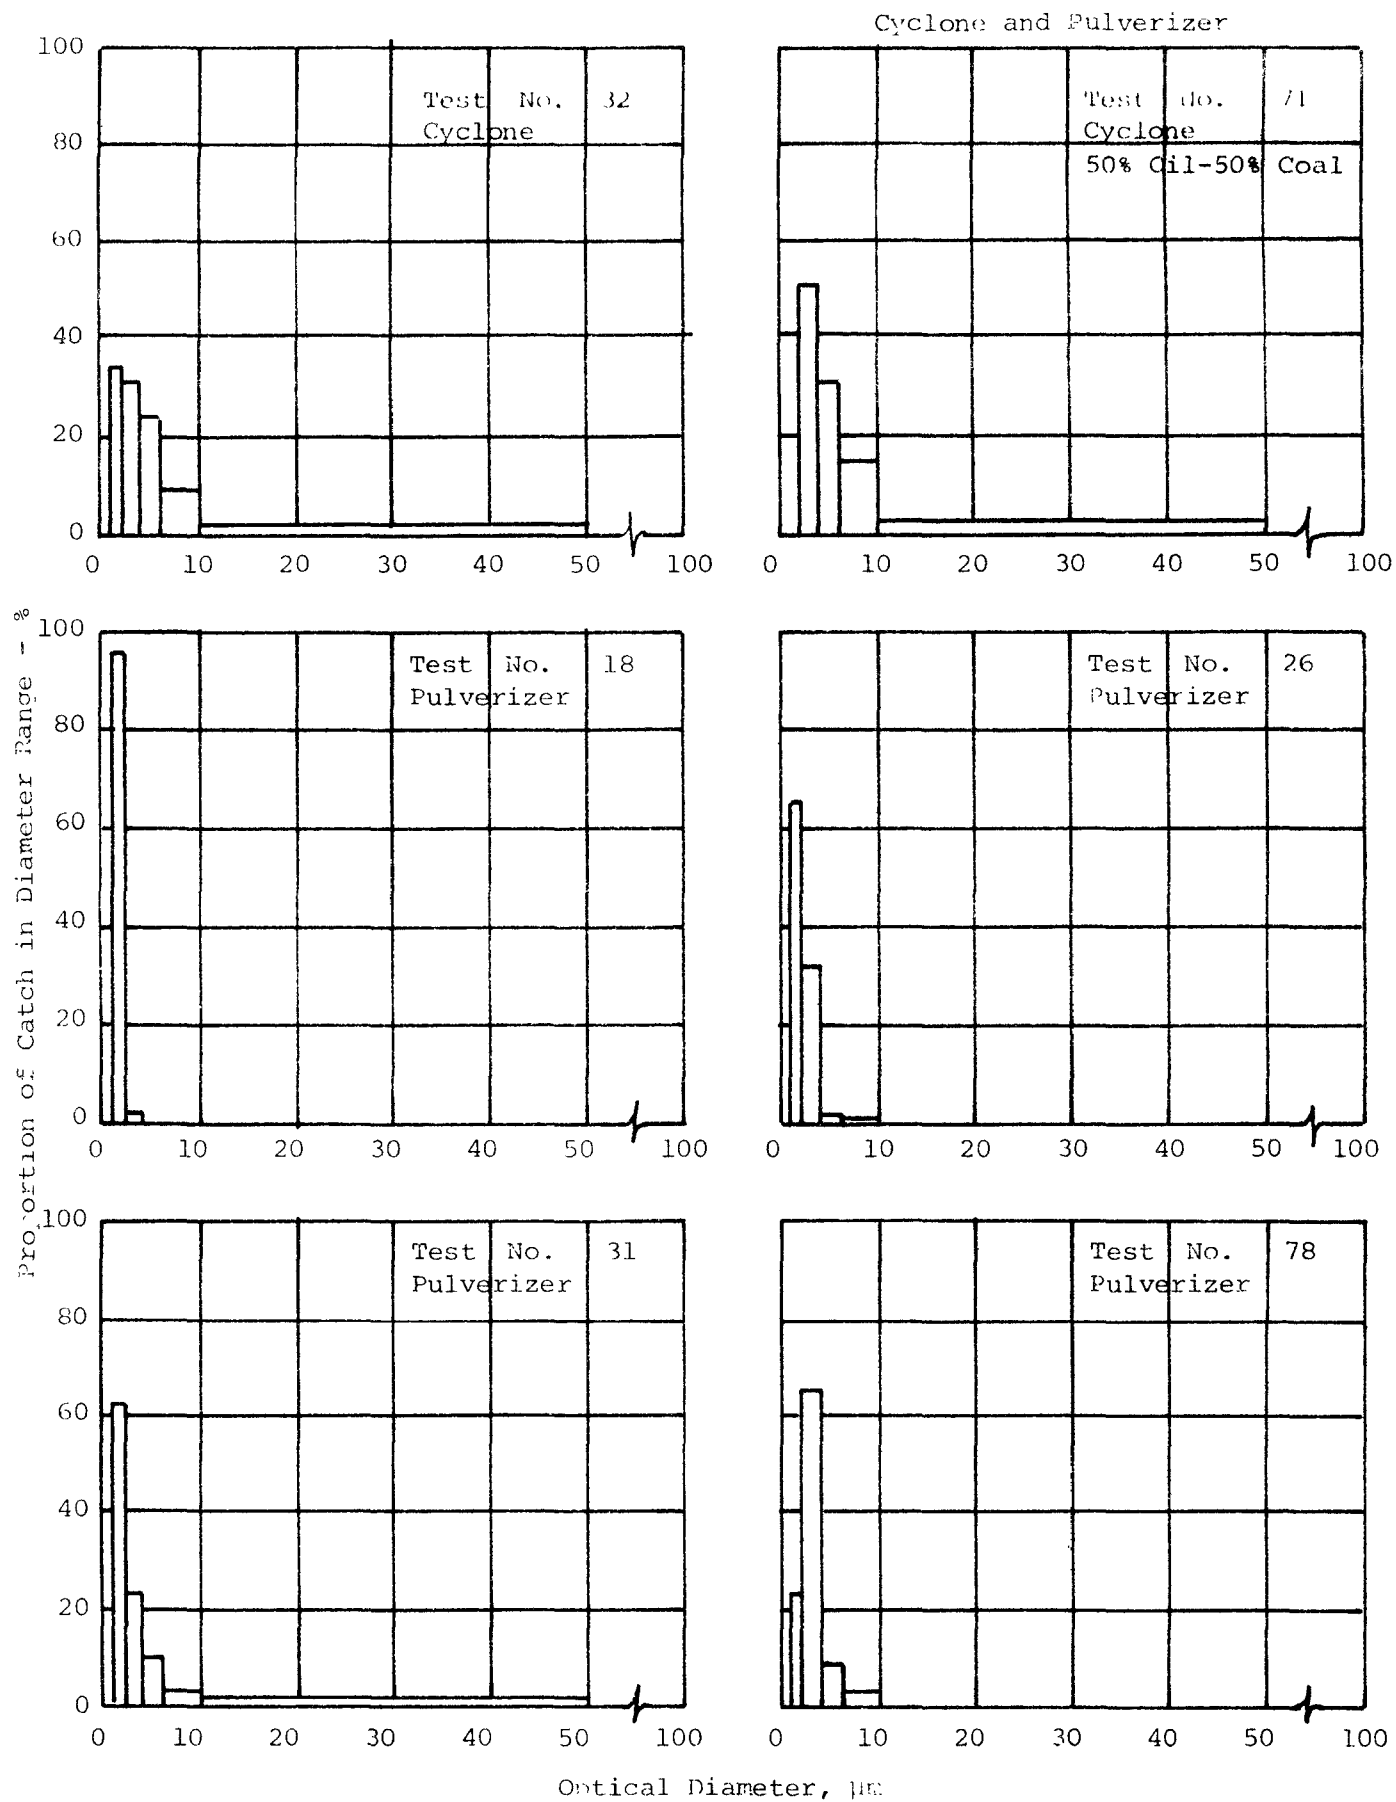 Cyclone and Pulverizer
100
80
60
40
20
0
Test No. 32
Cyclone
0 10 20 30 40 50 100
Test No. 71
Cyclone
50% Oil-50% Coal
0 10 20 30 40 50 100
Proportion of Catch in Diameter Range - %
100
80
60
40
20
0
Test No. 18
Pulverizer
0 10 20 30 40 50 100
Test No. 26
Pulverizer
0 10 20 30 40 50 100
100
80
60
40
20
0
Test No. 31
Pulverizer
0 10 20 30 40 50 100
Test No. 78
Pulverizer
0 10 20 30 40 50 100
Optical Diameter, μm